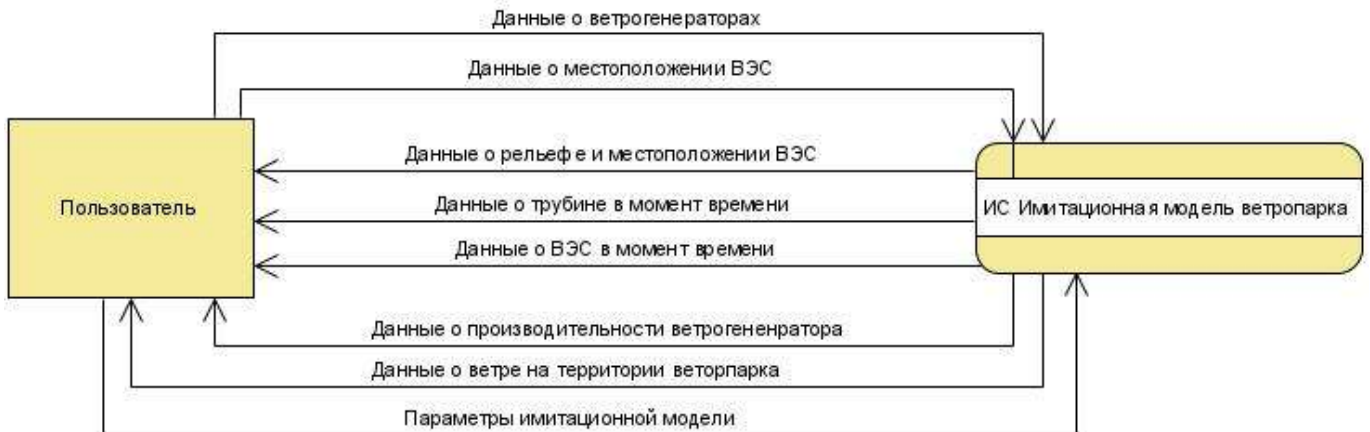 Данные о ветрогенераторах
Данные о местоположении ВЭС
Данные о рельефе и местоположении ВЭС
Пользователь
Данные о трубине в момент времени
ИС Имитационная модель ветропарка
Данные о ВЭС в момент времени
Данные о производительности ветрогененратора
Данные о ветре на территории веторпарка
Параметры имитационной модели